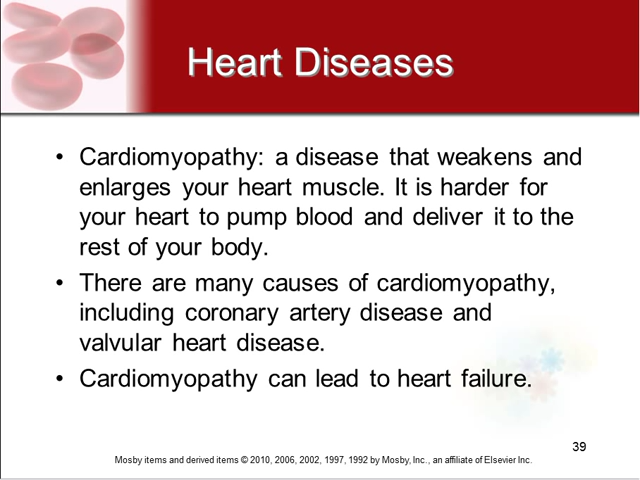 Heart Diseases
• Cardiomyopathy: a disease that weakens and
enlarges your heart muscle. It is harder for
your heart to pump blood and deliver it to the
rest of your body.
• There are many causes of cardiomyopathy,
including coronary artery disease and
valvular heart disease.
• Cardiomyopathy can lead to heart failure.
39
Mosby items and derived items © 2010, 2006, 2002, 1997, 1992 by Mosby, Inc., an affiliate of Elsevier Inc.